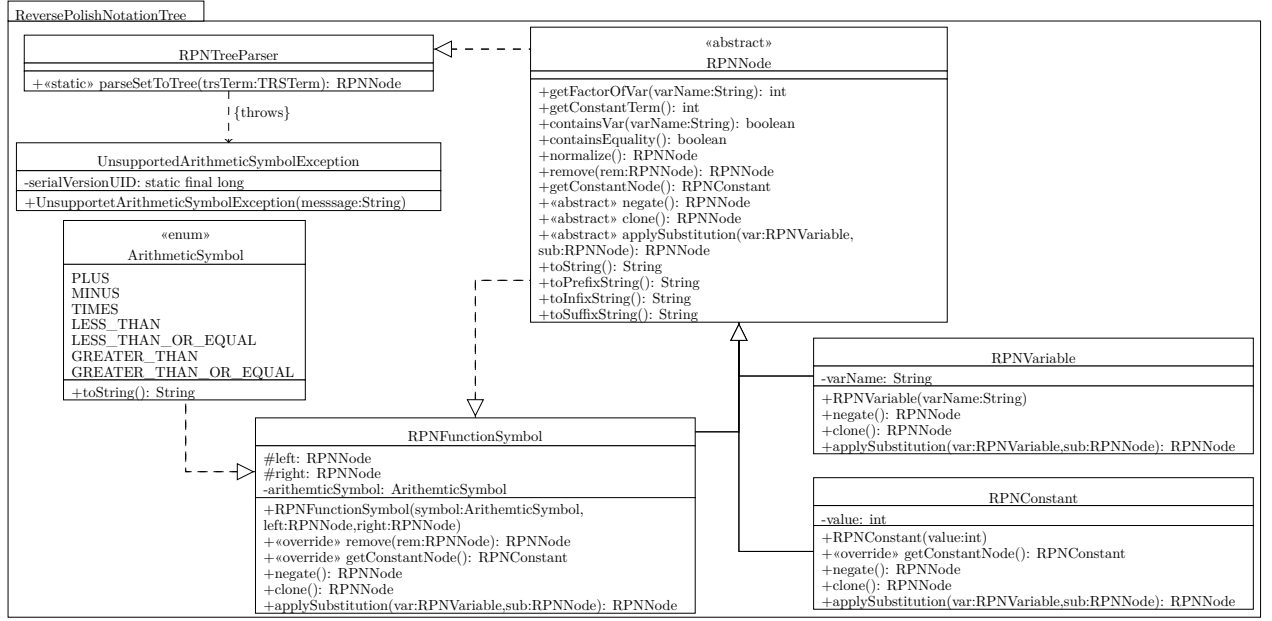 ReversePolishNotationTree
RPNTreeParser
+«static» parseSetToTree(trsTerm:TRSTerm): RPNNode
{throws}
UnsupportedArithmeticSymbolException
-serialVersionUID: static final long
+UnsupportetArithmeticSymbolException(messsage:String)
«enum»
ArithmeticSymbol
PLUS
MINUS
TIMES
LESS_THAN
LESS_THAN_OR_EQUAL
GREATER_THAN
GREATER_THAN_OR_EQUAL
+toString(): String
«abstract»
RPNNode
+getFactorOfVar(varName:String): int
+getConstantTerm(): int
+containsVar(varName:String): boolean
+containsEquality(): boolean
+normalize(): RPNNode
+remove(rem:RPNNode): RPNNode
+getConstantNode(): RPNConstant
+«abstract» negate(): RPNNode
+«abstract» clone(): RPNNode
+«abstract» applySubstitution(var:RPNVariable,
sub:RPNNode): RPNNode
+toString(): String
+toPrefixString(): String
+toInfixString(): String
+toSuffixString(): String
RPNFunctionSymbol
#left: RPNNode
#right: RPNNode
-arithemticSymbol: ArithemticSymbol
+RPNFunctionSymbol(symbol:ArithemticSymbol,
left:RPNNode,right:RPNNode)
+«override» remove(rem:RPNNode): RPNNode
+«override» getConstantNode(): RPNConstant
+negate(): RPNNode
+clone(): RPNNode
+applySubstitution(var:RPNVariable,sub:RPNNode): RPNNode
RPNVariable
-varName: String
+RPNVariable(varName:String)
+negate(): RPNNode
+clone(): RPNNode
+applySubstitution(var:RPNVariable,sub:RPNNode): RPNNode
RPNConstant
-value: int
+RPNConstant(value:int)
+«override» getConstantNode(): RPNConstant
+negate(): RPNNode
+clone(): RPNNode
+applySubstitution(var:RPNVariable,sub:RPNNode): RPNNode